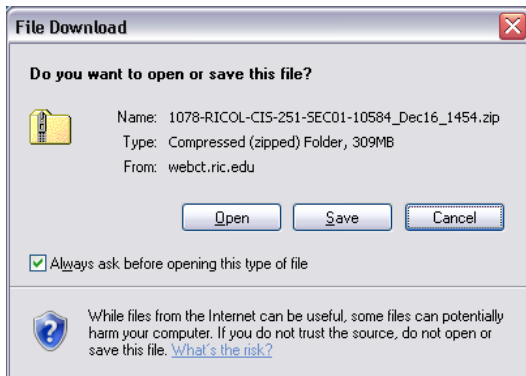 File Download
Do you want to open or save this file?
Name: 1078-RICOL-CIS-251-SEC01-10584_Dec16_1454.zip
Type: Compressed (zipped) Folder, 309MB
From: webct.ric.edu
Open Save Cancel
Always ask before opening this type of file
While files from the Internet can be useful, some files can potentially
harm your computer. If you do not trust the source, do not open or
save this file. What's the risk?